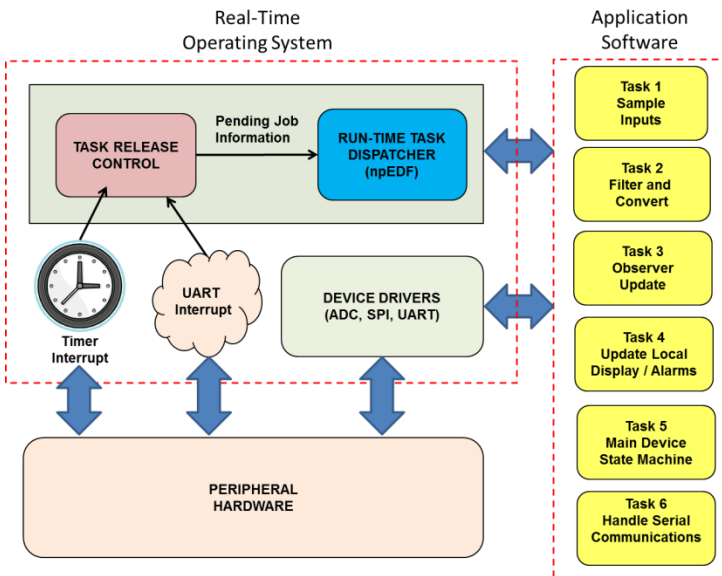 Real-Time
Operating System
Application
Software
Pending Job
Information
TASK RELEASE
CONTROL
RUN-TIME TASK
DISPATCHER
(npEDF)
UART
Interrupt
Timer
Interrupt
DEVICE DRIVERS
(ADC, SPI, UART)
PERIPHERAL
HARDWARE
Task 1
Sample
Inputs
Task 2
Filter and
Convert
Task 3
Observer
Update
Task 4
Update Local
Display / Alarms
Task 5
Main Device
State Machine
Task 6
Handle Serial
Communications